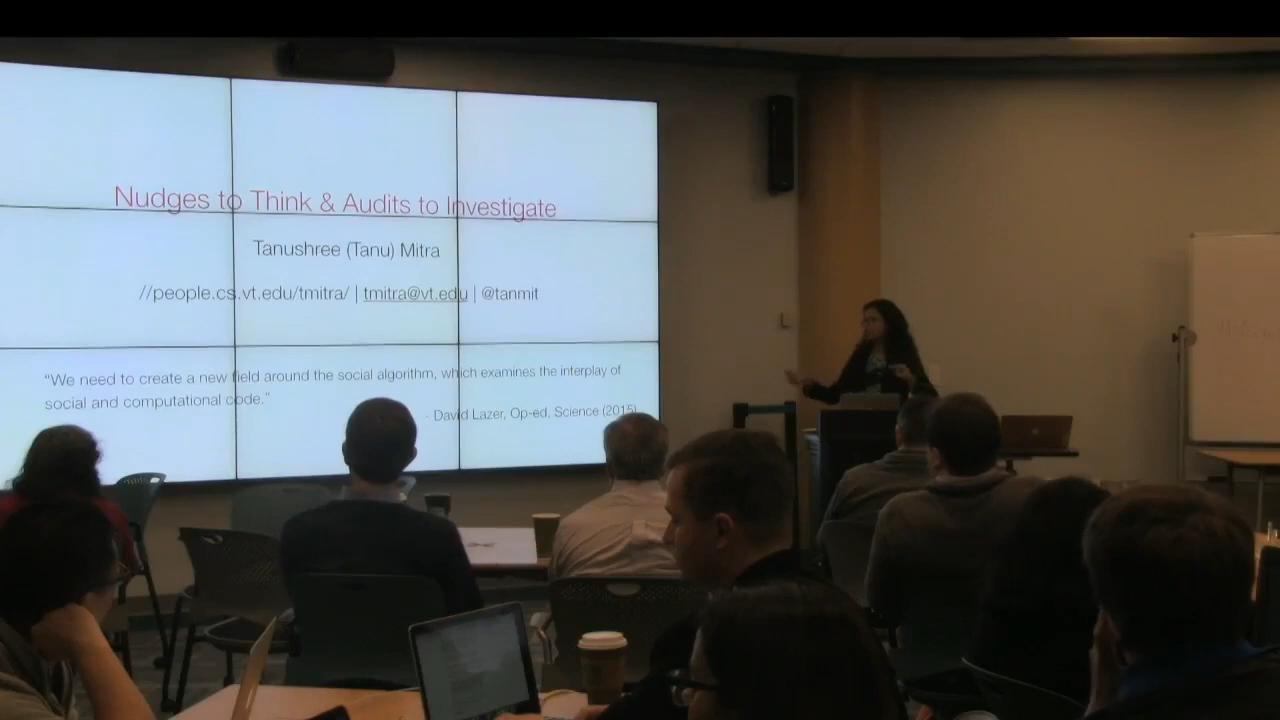 Nudges to Think & Audits to Investigate
Tanushree (Tanu) Mitra
//people.cs.vt.edu/tmitra/ | tmitra@vt.edu | @tanmit
“We need to create a new field around the social algorithm, which examines the interplay of
social and computational code.”
- David Lazer, Op-ed, Science (2015)